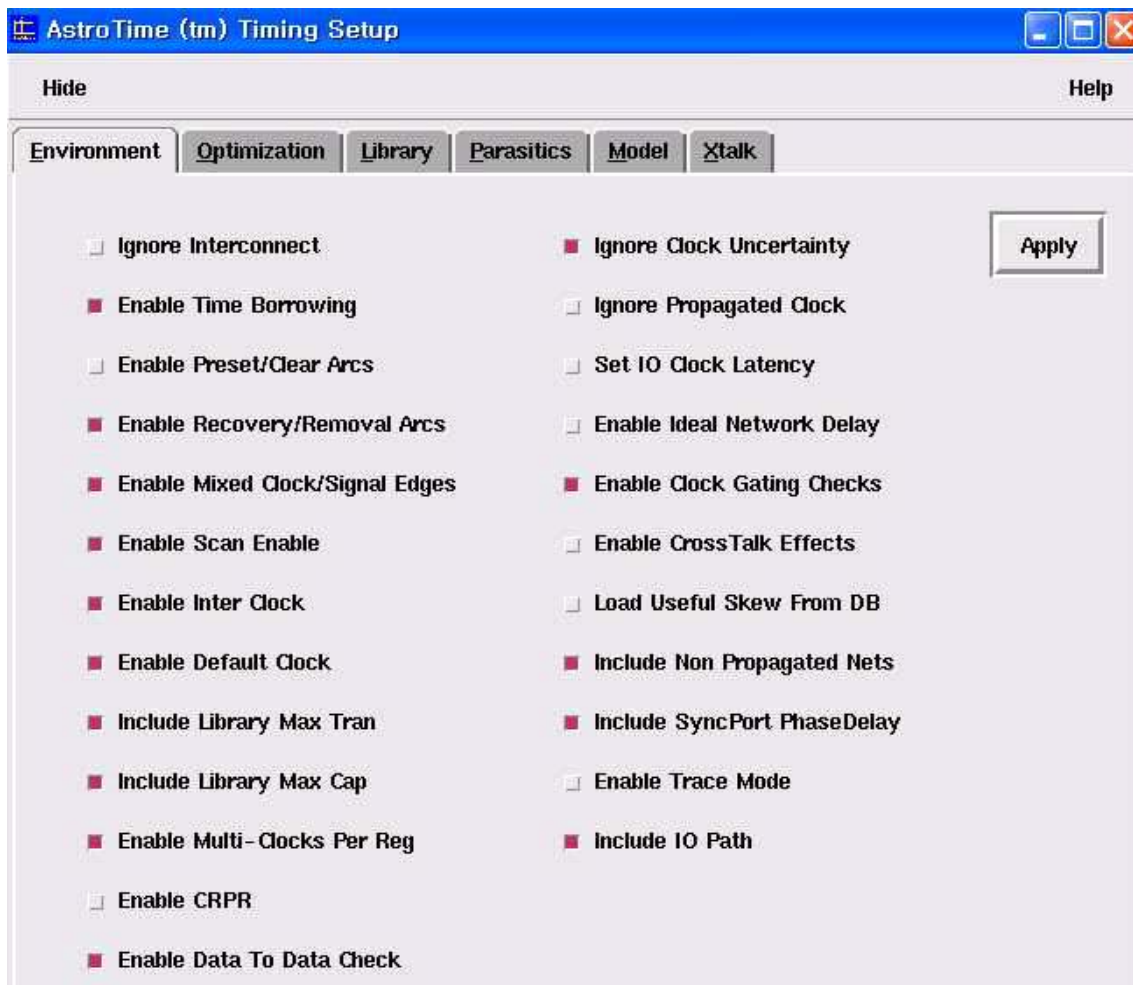 AstroTime (tm) Timing Setup
Hide
Help
Environment
Optimization
Library
Parasitics
Model
Xtalk
Apply
Ignore Interconnect
Enable Time Borrowing
Enable Preset/Clear Arcs
Enable Recovery/Removal Arcs
Enable Mixed Clock/Signal Edges
Enable Scan Enable
Enable Inter Clock
Enable Default Clock
Include Library Max Tran
Include Library Max Cap
Enable Multi-Clocks Per Reg
Enable CRPR
Enable Data To Data Check
Ignore Clock Uncertainty
Ignore Propagated Clock
Set IO Clock Latency
Enable Ideal Network Delay
Enable Clock Gating Checks
Enable CrossTalk Effects
Load Useful Skew From DB
Include Non Propagated Nets
Include SyncPort PhaseDelay
Enable Trace Mode
Include IO Path